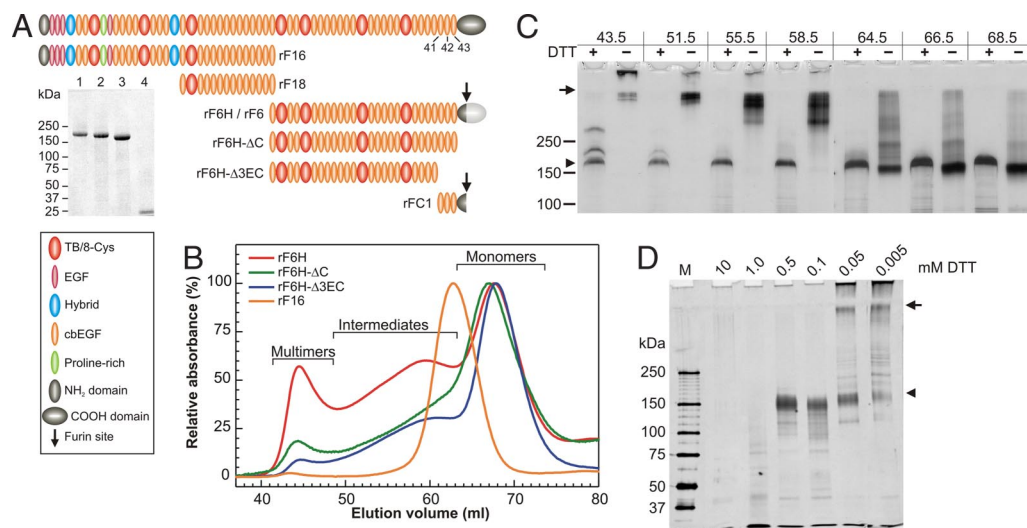 A
41 42 43
rF16
rF18
rF6H / rF6
rF6H-ΔC
rF6H-Δ3EC
rFC1
kDa 1 2 3 4
250
150
100
75
50
37
25
TB/8-Cys
EGF
Hybrid
cbEGF
Proline-rich
NH₂ domain
COOH domain
Furin site
B
rF6H
rF6H-ΔC
rF6H-Δ3EC
rF16
Monomers
Intermediates
Multimers
Relative absorbance (%)
100
75
50
25
0
40 50 60 70 80
Elution volume (ml)
C
43.5 51.5 55.5 58.5 64.5 66.5 68.5
DTT + − + − + − + − + − + − + −
250
150
100
D
M 10 1.0 0.5 0.1 0.05 0.005 mM DTT
kDa
250
150
100
75
50
37